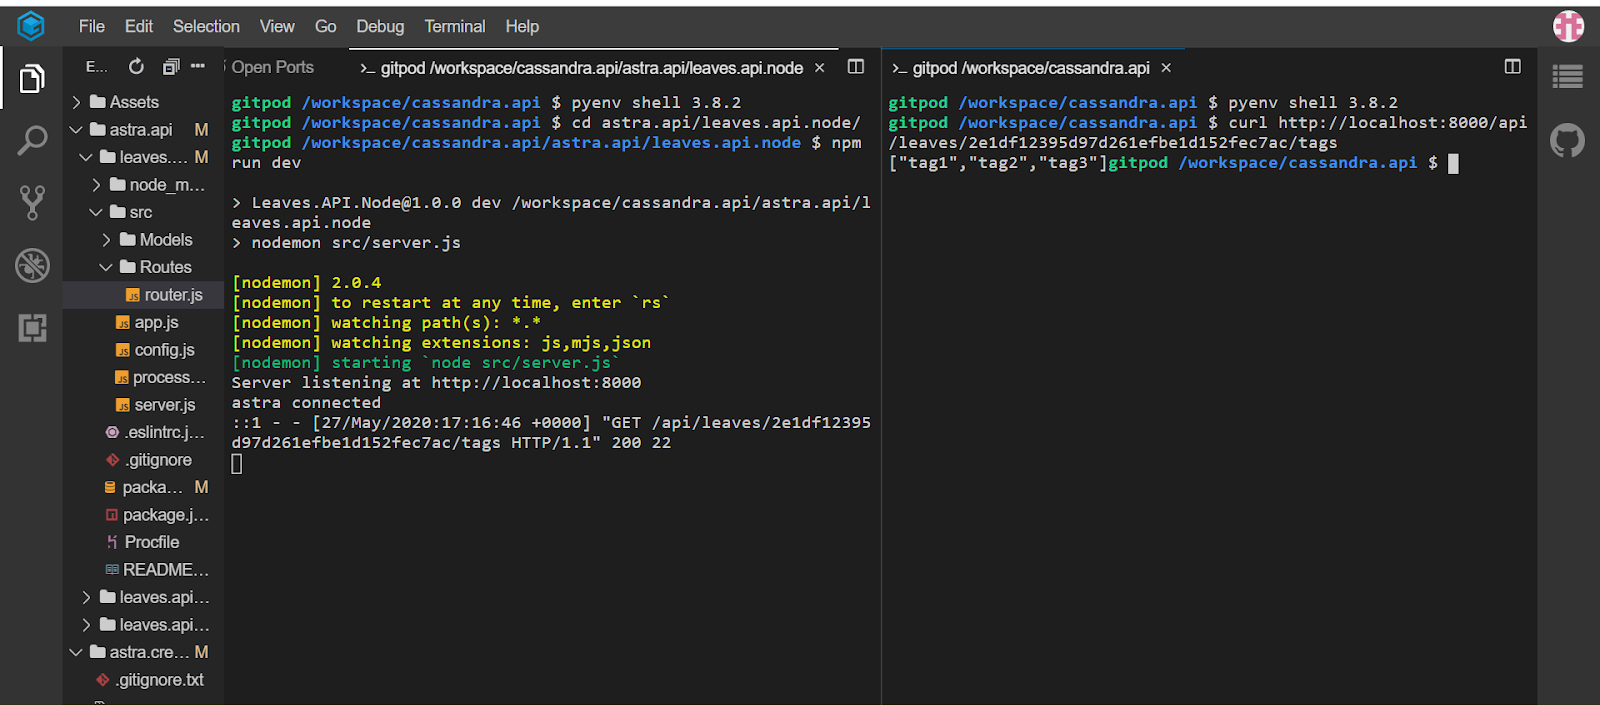 File Edit Selection View Go Debug Terminal Help
E...
Assets
astra.api M
leaves.... M
node_m...
src
Models
Routes
router.js
app.js
config.js
process...
server.js
.eslintrc.j...
.gitignore
packa... M
package.j...
Procfile
README...
leaves.api...
leaves.api...
astra.cre... M
.gitignore.txt
Open Ports
>_ gitpod /workspace/cassandra.api/astra.api/leaves.api.node ×
gitpod /workspace/cassandra.api $ pyenv shell 3.8.2
gitpod /workspace/cassandra.api $ cd astra.api/leaves.api.node/
gitpod /workspace/cassandra.api/astra.api/leaves.api.node $ npm
run dev
> Leaves.API.Node@1.0.0 dev /workspace/cassandra.api/astra.api/l
eaves.api.node
> nodemon src/server.js
[nodemon] 2.0.4
[nodemon] to restart at any time, enter `rs`
[nodemon] watching path(s): *.*
[nodemon] watching extensions: js,mjs,json
[nodemon] starting `node src/server.js`
Server listening at http://localhost:8000
astra connected
::1 - - [27/May/2020:17:16:46 +0000] "GET /api/leaves/2e1df12395
d97d261efbe1d152fec7ac/tags HTTP/1.1" 200 22
>_ gitpod /workspace/cassandra.api ×
gitpod /workspace/cassandra.api $ pyenv shell 3.8.2
gitpod /workspace/cassandra.api $ curl http://localhost:8000/api
/leaves/2e1df12395d97d261efbe1d152fec7ac/tags
["tag1","tag2","tag3"]gitpod /workspace/cassandra.api $